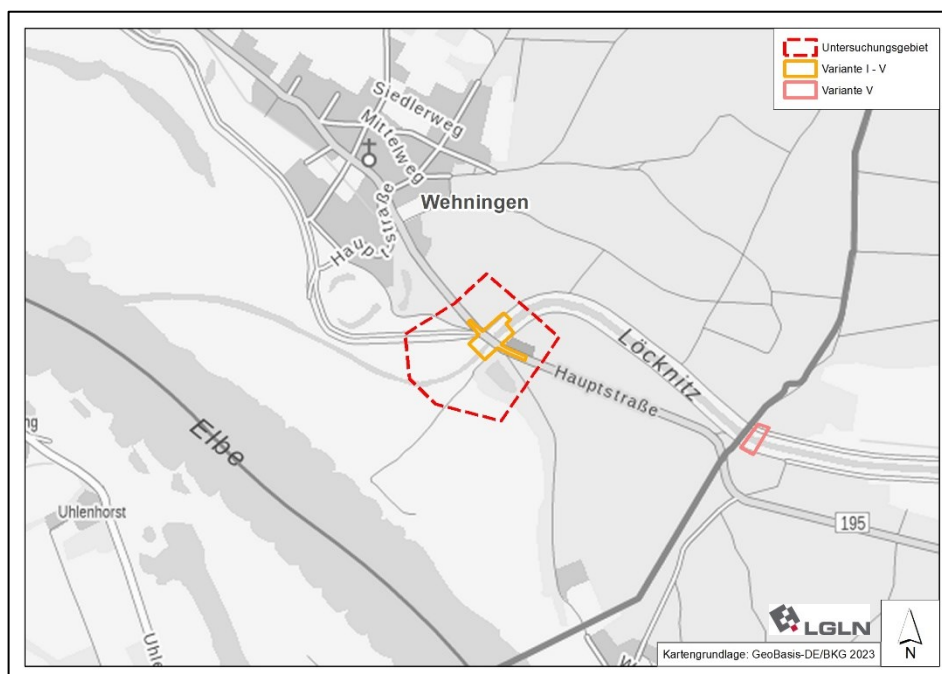 Untersuchungsgebiet
Variante I - V
Variante V
Siedlerweg
Mittelweg
Wehningen
Haupt-
straße
Löcknitz
Hauptstraße
Elbe
Uhlenhorst
195
LGLN
Kartengrundlage: GeoBasis-DE/BKG 2023
N